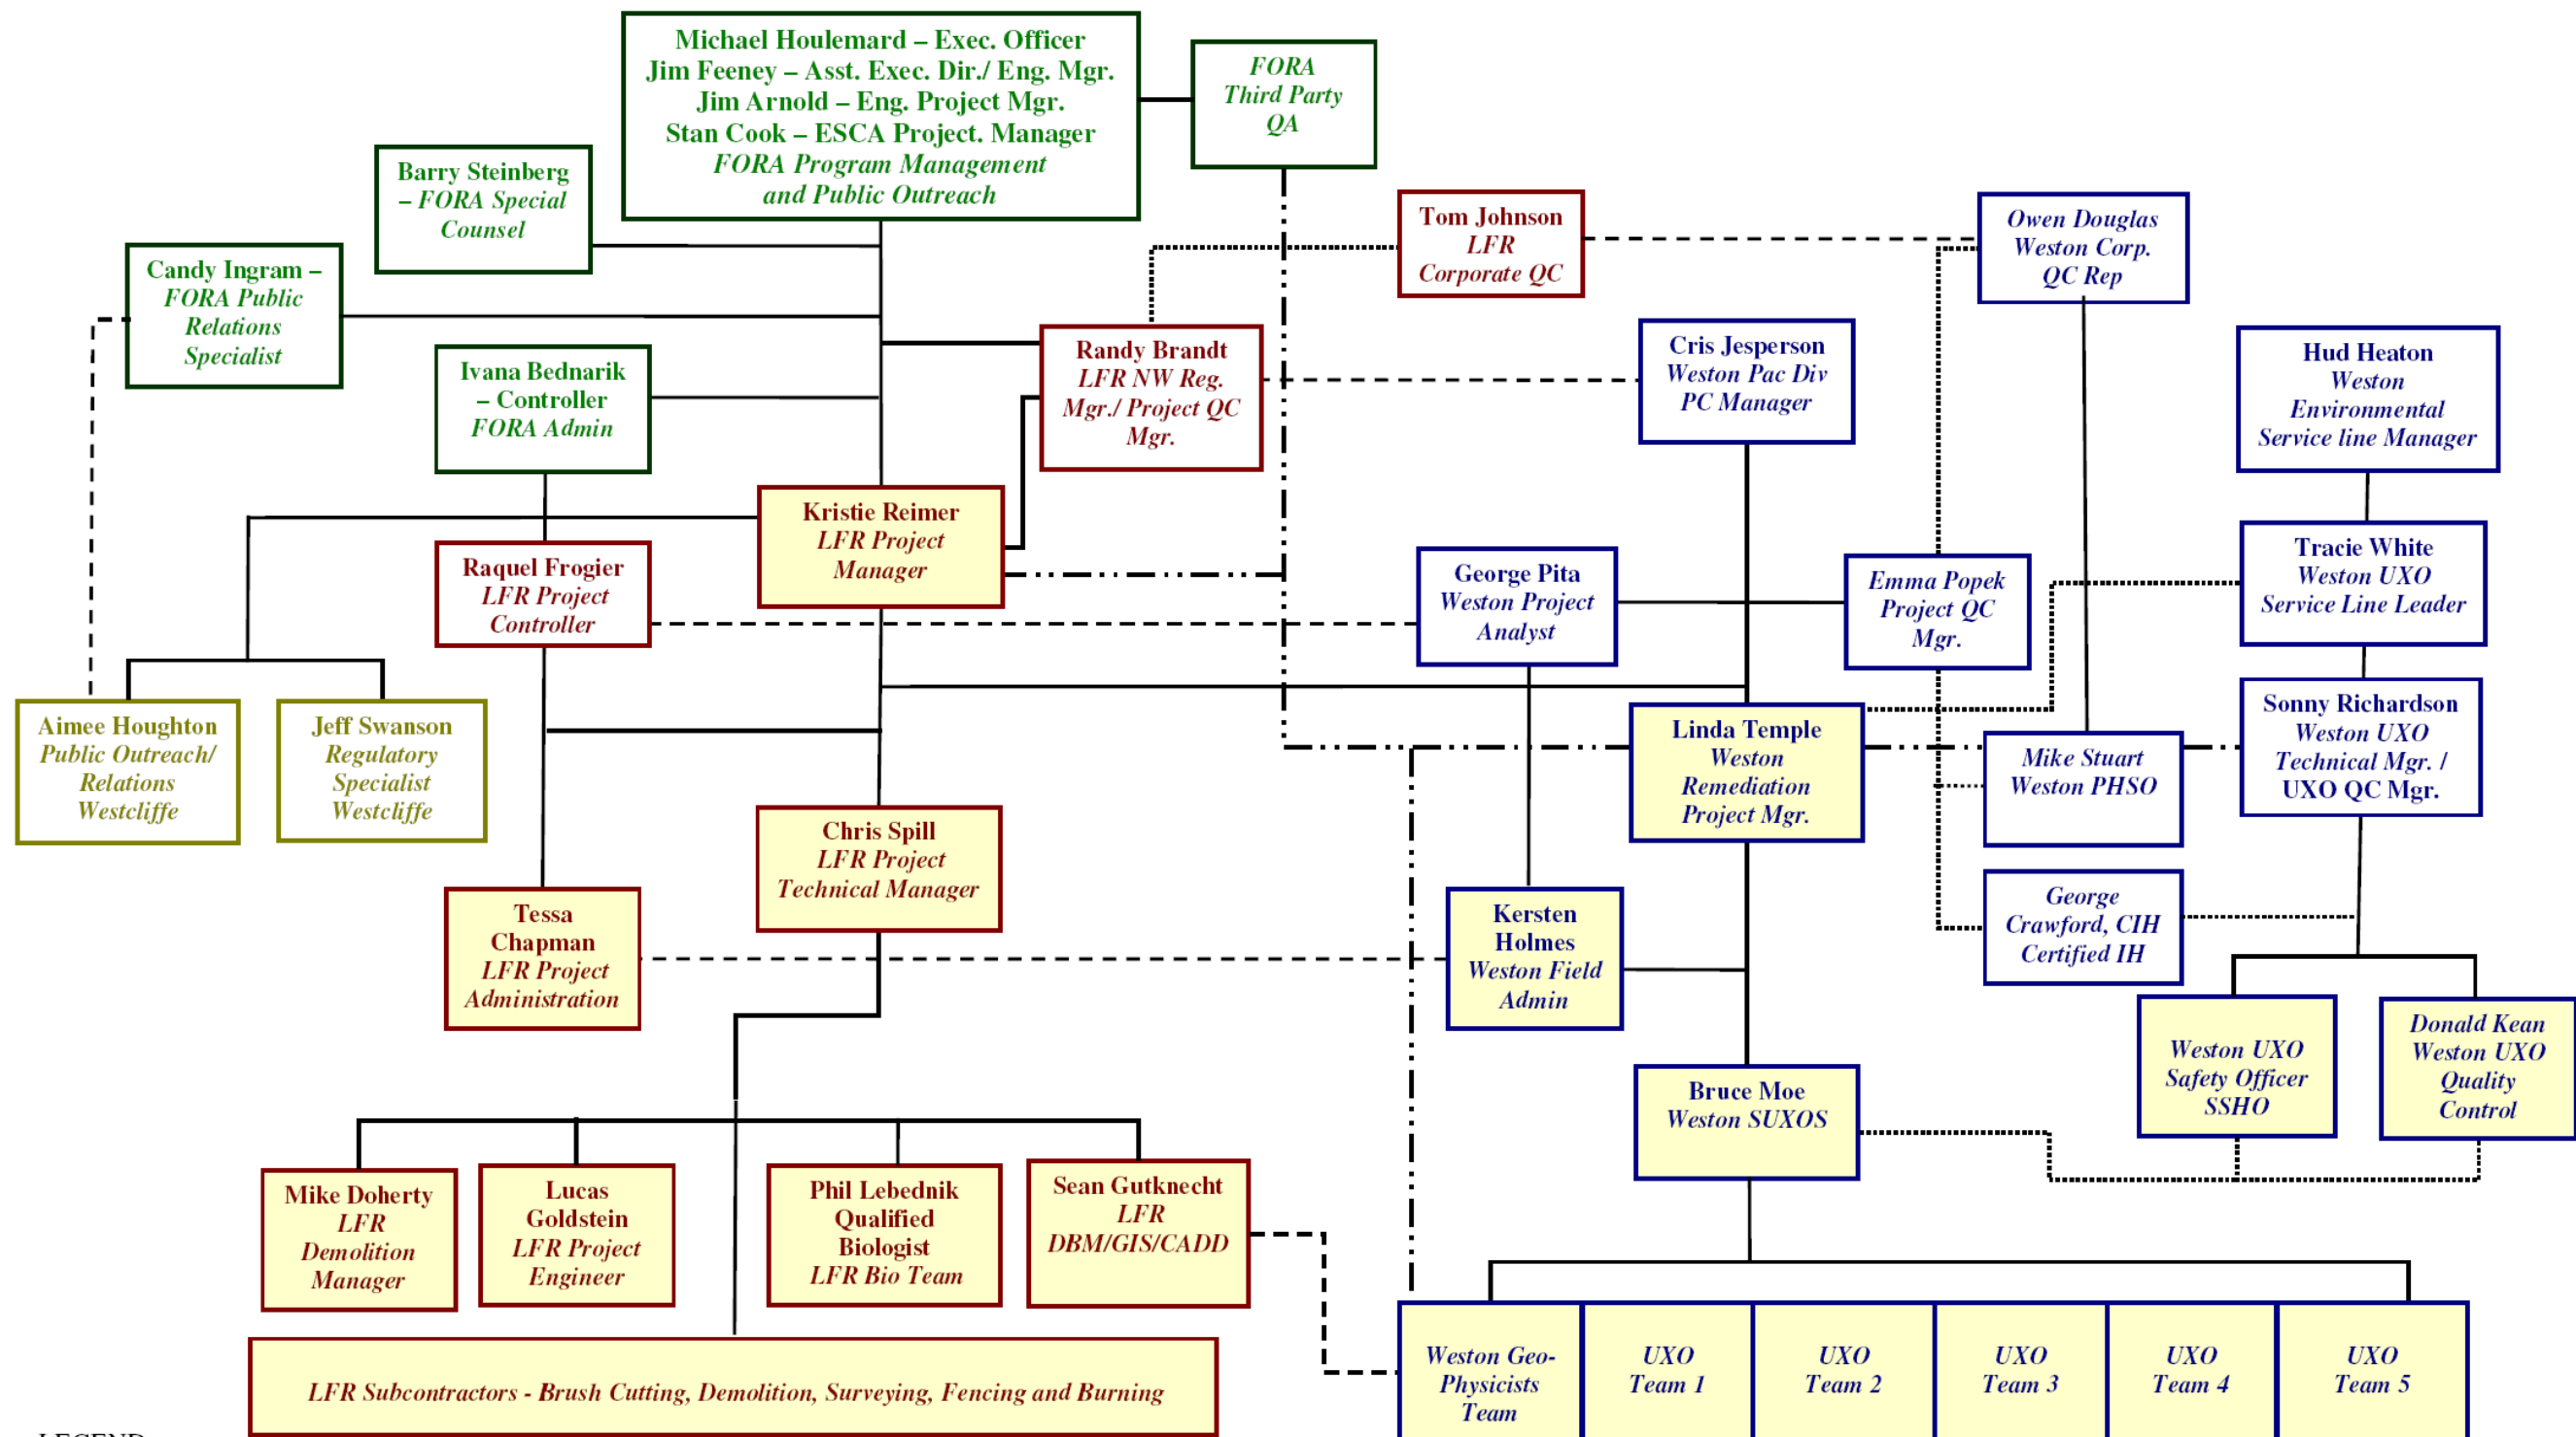 Michael Houlemard – Exec. Officer
Jim Feeney – Asst. Exec. Dir./ Eng. Mgr.
Jim Arnold – Eng. Project Mgr.
Stan Cook – ESCA Project. Manager
FORA Program Management
and Public Outreach
FORA
Third Party
QA
Barry Steinberg
– FORA Special
Counsel
Candy Ingram –
FORA Public
Relations
Specialist
Tom Johnson
LFR
Corporate QC
Owen Douglas
Weston Corp.
QC Rep
Ivana Bednarik
– Controller
FORA Admin
Randy Brandt
LFR NW Reg.
Mgr./ Project QC
Mgr.
Cris Jesperson
Weston Pac Div
PC Manager
Hud Heaton
Weston
Environmental
Service line Manager
Kristie Reimer
LFR Project
Manager
Raquel Frogier
LFR Project
Controller
George Pita
Weston Project
Analyst
Emma Popek
Project QC
Mgr.
Tracie White
Weston UXO
Service Line Leader
Aimee Houghton
Public Outreach/
Relations
Westcliffe
Jeff Swanson
Regulatory
Specialist
Westcliffe
Linda Temple
Weston
Remediation
Project Mgr.
Mike Stuart
Weston PHSO
Sonny Richardson
Weston UXO
Technical Mgr. /
UXO QC Mgr.
Chris Spill
LFR Project
Technical Manager
Tessa
Chapman
LFR Project
Administration
Kersten
Holmes
Weston Field
Admin
George
Crawford, CIH
Certified IH
Weston UXO
Safety Officer
SSHO
Donald Kean
Weston UXO
Quality
Control
Bruce Moe
Weston SUXOS
Mike Doherty
LFR
Demolition
Manager
Lucas
Goldstein
LFR Project
Engineer
Phil Lebednik
Qualified
Biologist
LFR Bio Team
Sean Gutknecht
LFR
DBM/GIS/CADD
LFR Subcontractors - Brush Cutting, Demolition, Surveying, Fencing and Burning
Weston Geo-
Physicists
Team
UXO
Team 1
UXO
Team 2
UXO
Team 3
UXO
Team 4
UXO
Team 5
LEGEND